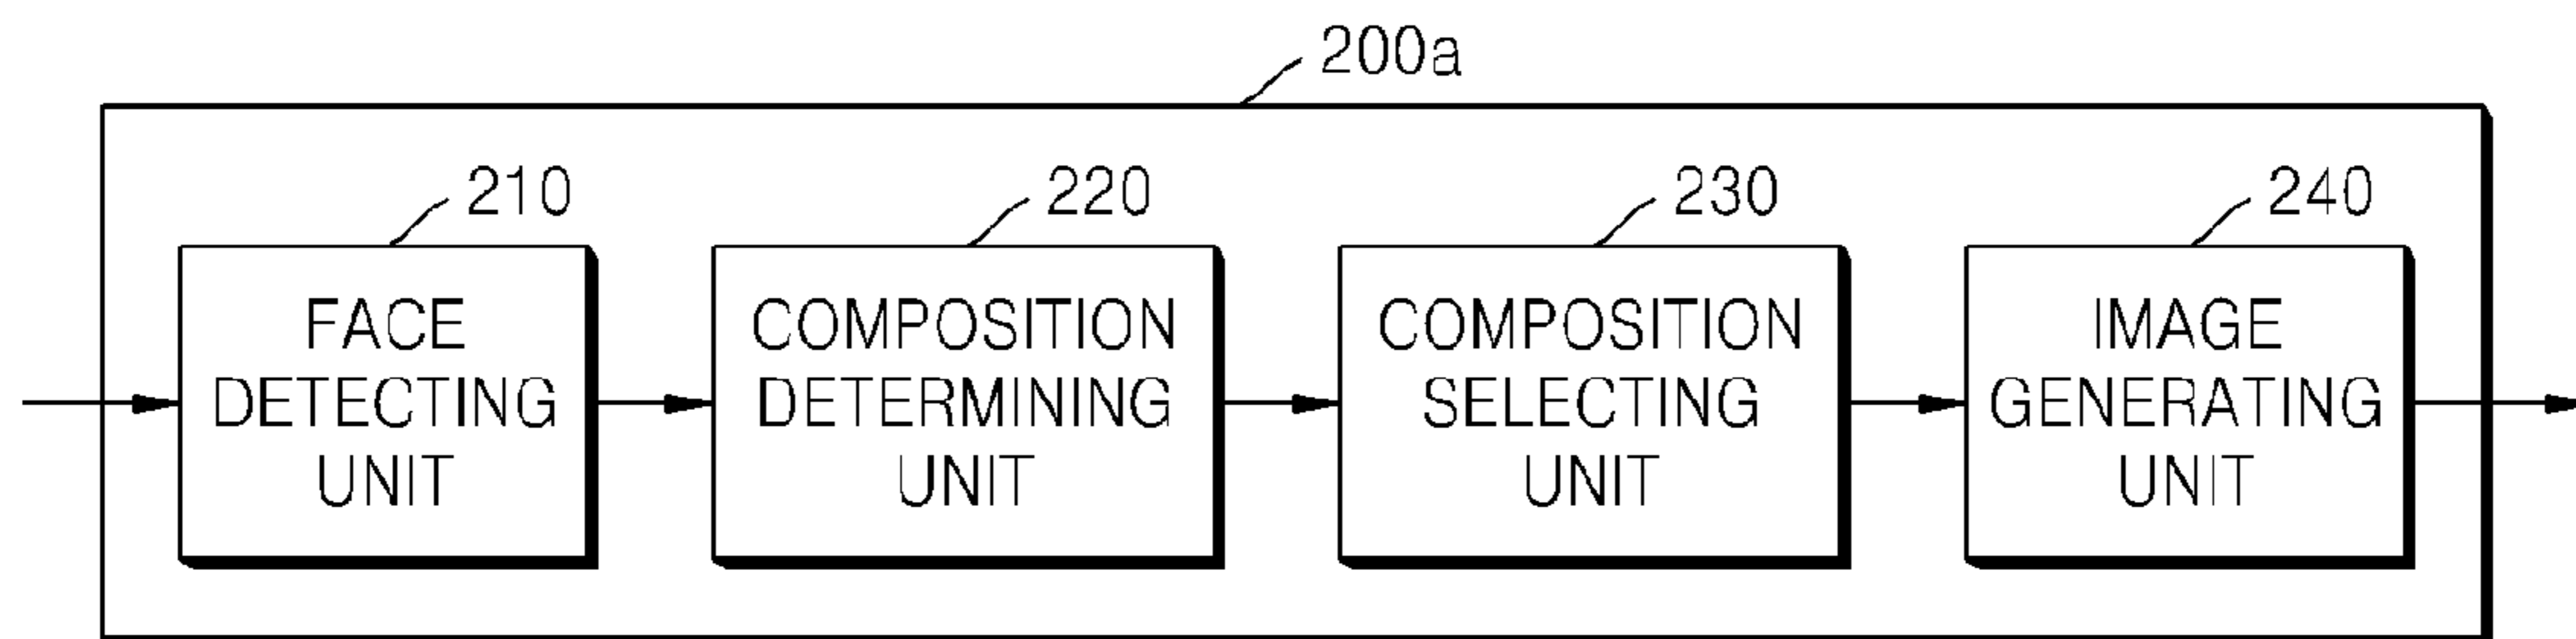 200a
210
220
230
240
FACE
DETECTING
UNIT
COMPOSITION
DETERMINING
UNIT
COMPOSITION
SELECTING
UNIT
IMAGE
GENERATING
UNIT